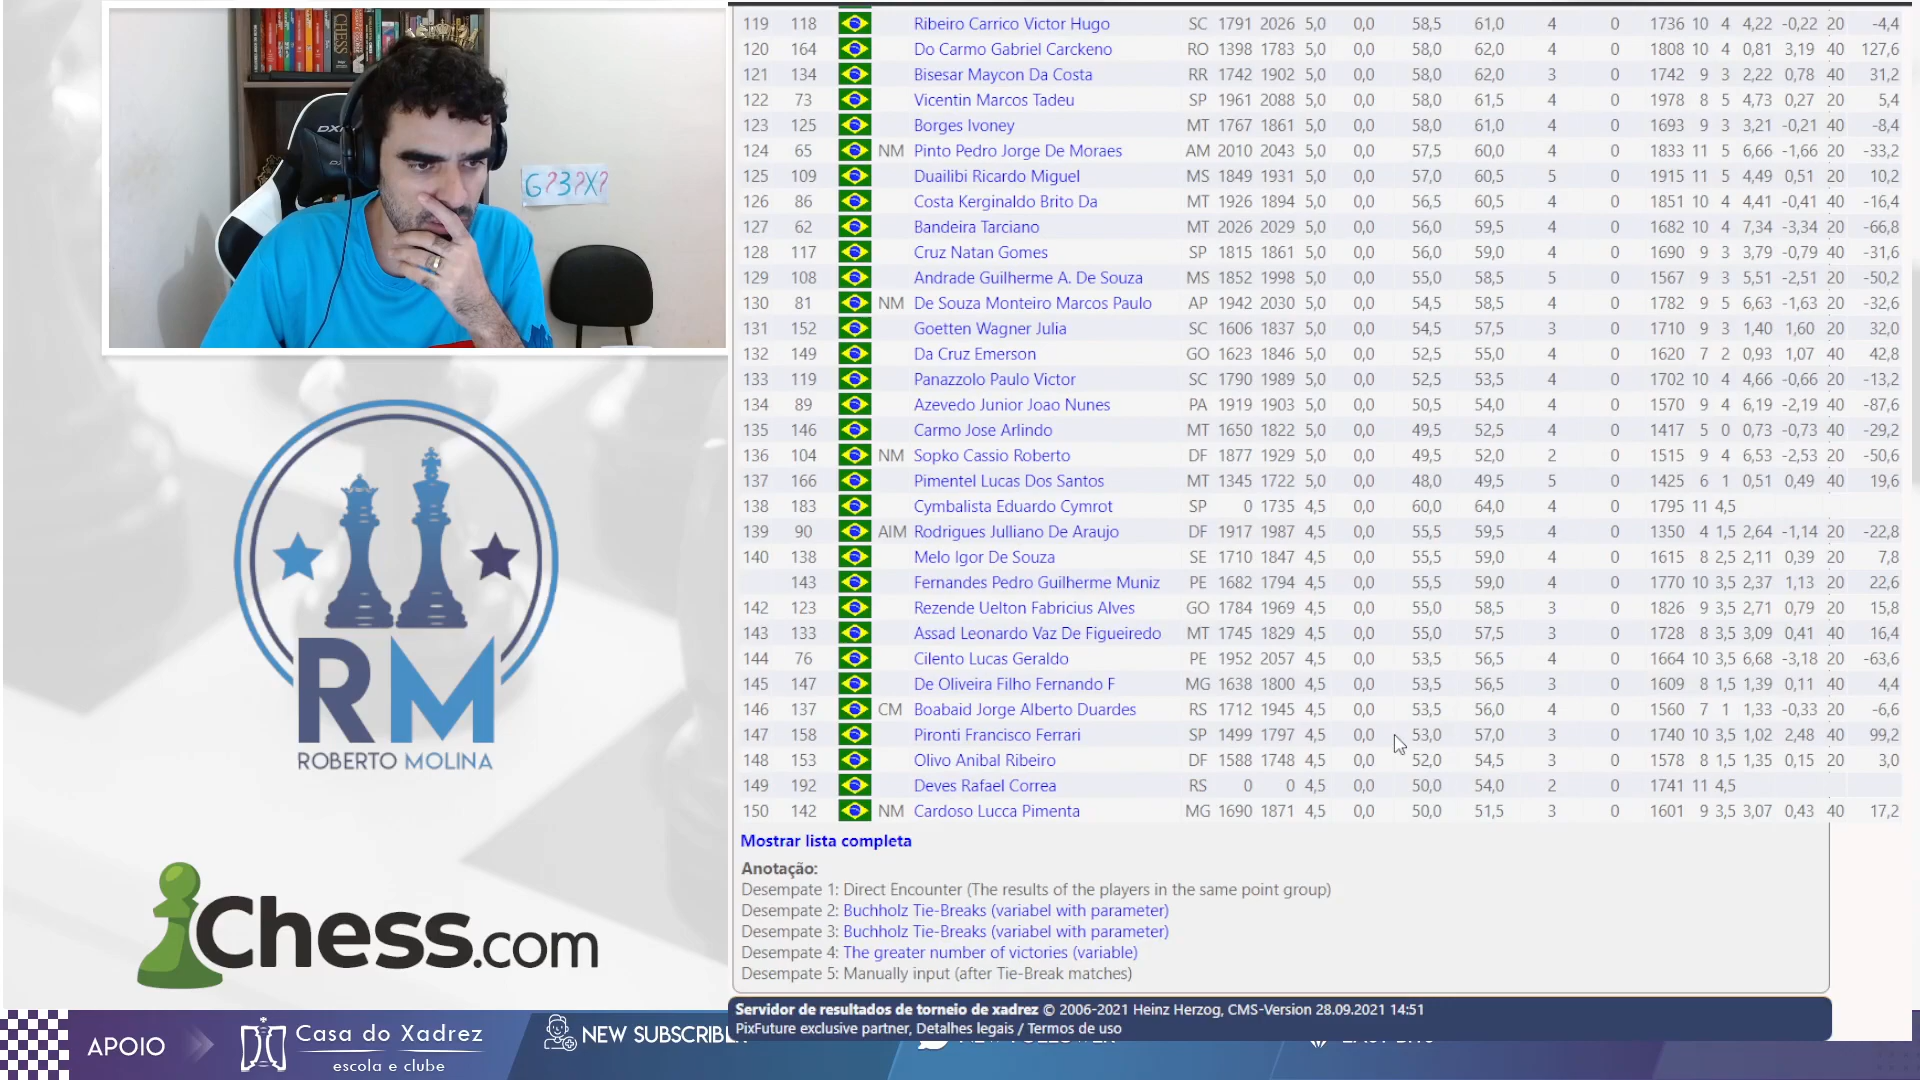 CHESS
DX
G?3?X?
RM
ROBERTO MOLINA
Chess.com
119 118 Ribeiro Carrico Victor Hugo SC 1791 2026 5,0 0,0 58,5 61,0 4 0 1736 10 4 4,22 -0,22 20 -4,4
120 164 Do Carmo Gabriel Carckeno RO 1398 1783 5,0 0,0 58,0 62,0 4 0 1808 10 4 0,81 3,19 40 127,6
121 134 Bisesar Maycon Da Costa RR 1742 1902 5,0 0,0 58,0 62,0 3 0 1742 9 3 2,22 0,78 40 31,2
122 73 Vicentin Marcos Tadeu SP 1961 2088 5,0 0,0 58,0 61,5 4 0 1978 8 5 4,73 0,27 20 5,4
123 125 Borges Ivoney MT 1767 1861 5,0 0,0 58,0 61,0 4 0 1693 9 3 3,21 -0,21 40 -8,4
124 65 NM Pinto Pedro Jorge De Moraes AM 2010 2043 5,0 0,0 57,5 60,0 4 0 1833 11 5 6,66 -1,66 20 -33,2
125 109 Duailibi Ricardo Miguel MS 1849 1931 5,0 0,0 57,0 60,5 5 0 1915 11 5 4,49 0,51 20 10,2
126 86 Costa Kerginaldo Brito Da MT 1926 1894 5,0 0,0 56,5 60,5 4 0 1851 10 4 4,41 -0,41 40 -16,4
127 62 Bandeira Tarciano MT 2026 2029 5,0 0,0 56,0 59,5 4 0 1682 10 4 7,34 -3,34 20 -66,8
128 117 Cruz Natan Gomes SP 1815 1861 5,0 0,0 56,0 59,0 4 0 1690 9 3 3,79 -0,79 40 -31,6
129 108 Andrade Guilherme A. De Souza MS 1852 1998 5,0 0,0 55,0 58,5 5 0 1567 9 3 5,51 -2,51 20 -50,2
130 81 NM De Souza Monteiro Marcos Paulo AP 1942 2030 5,0 0,0 54,5 58,5 4 0 1782 9 5 6,63 -1,63 20 -32,6
131 152 Goetten Wagner Julia SC 1606 1837 5,0 0,0 54,5 57,5 3 0 1710 9 3 1,40 1,60 20 32,0
132 149 Da Cruz Emerson GO 1623 1846 5,0 0,0 52,5 55,0 4 0 1620 7 2 0,93 1,07 40 42,8
133 119 Panazzolo Paulo Victor SC 1790 1989 5,0 0,0 52,5 53,5 4 0 1702 10 4 4,66 -0,66 20 -13,2
134 89 Azevedo Junior Joao Nunes PA 1919 1903 5,0 0,0 50,5 54,0 4 0 1570 9 4 6,19 -2,19 40 -87,6
135 146 Carmo Jose Arlindo MT 1650 1822 5,0 0,0 49,5 52,5 4 0 1417 5 0 0,73 -0,73 40 -29,2
136 104 NM Sopko Cassio Roberto DF 1877 1929 5,0 0,0 49,5 52,0 2 0 1515 9 4 6,53 -2,53 20 -50,6
137 166 Pimentel Lucas Dos Santos MT 1345 1722 5,0 0,0 48,0 49,5 5 0 1425 6 1 0,51 0,49 40 19,6
138 183 Cymbalista Eduardo Cymrot SP 0 1735 4,5 0,0 60,0 64,0 4 0 1795 11 4,5
139 90 AIM Rodrigues Julliano De Araujo DF 1917 1987 4,5 0,0 55,5 59,5 4 0 1350 4 1,5 2,64 -1,14 20 -22,8
140 138 Melo Igor De Souza SE 1710 1847 4,5 0,0 55,5 59,0 4 0 1615 8 2,5 2,11 0,39 20 7,8
143 Fernandes Pedro Guilherme Muniz PE 1682 1794 4,5 0,0 55,5 59,0 4 0 1770 10 3,5 2,37 1,13 20 22,6
142 123 Rezende Uelton Fabricius Alves GO 1784 1969 4,5 0,0 55,0 58,5 3 0 1826 9 3,5 2,71 0,79 20 15,8
143 133 Assad Leonardo Vaz De Figueiredo MT 1745 1829 4,5 0,0 55,0 57,5 3 0 1728 8 3,5 3,09 0,41 40 16,4
144 76 Cilento Lucas Geraldo PE 1952 2057 4,5 0,0 53,5 56,5 4 0 1664 10 3,5 6,68 -3,18 20 -63,6
145 147 De Oliveira Filho Fernando F MG 1638 1800 4,5 0,0 53,5 56,5 3 0 1609 8 1,5 1,39 0,11 40 4,4
146 137 CM Boabaid Jorge Alberto Duardes RS 1712 1945 4,5 0,0 53,5 56,0 4 0 1560 7 1 1,33 -0,33 20 -6,6
147 158 Pironti Francisco Ferrari SP 1499 1797 4,5 0,0 53,0 57,0 3 0 1740 10 3,5 1,02 2,48 40 99,2
148 153 Olivo Anibal Ribeiro DF 1588 1748 4,5 0,0 52,0 54,5 3 0 1578 8 1,5 1,35 0,15 20 3,0
149 192 Deves Rafael Correa RS 0 0 4,5 0,0 50,0 54,0 2 0 1741 11 4,5
150 142 NM Cardoso Lucca Pimenta MG 1690 1871 4,5 0,0 50,0 51,5 3 0 1601 9 3,5 3,07 0,43 40 17,2
Mostrar lista completa
Anotação:
Desempate 1: Direct Encounter (The results of the players in the same point group)
Desempate 2: Buchholz Tie-Breaks (variabel with parameter)
Desempate 3: Buchholz Tie-Breaks (variabel with parameter)
Desempate 4: The greater number of victories (variable)
Desempate 5: Manually input (after Tie-Break matches)
Servidor de resultados de torneio de xadrez © 2006-2021 Heinz Herzog, CMS-Version 28.09.2021 14:51
PixFuture exclusive partner, Detalhes legais / Termos de uso
APOIO
Casa do Xadrez
escola e clube
NEW SUBSCRIB